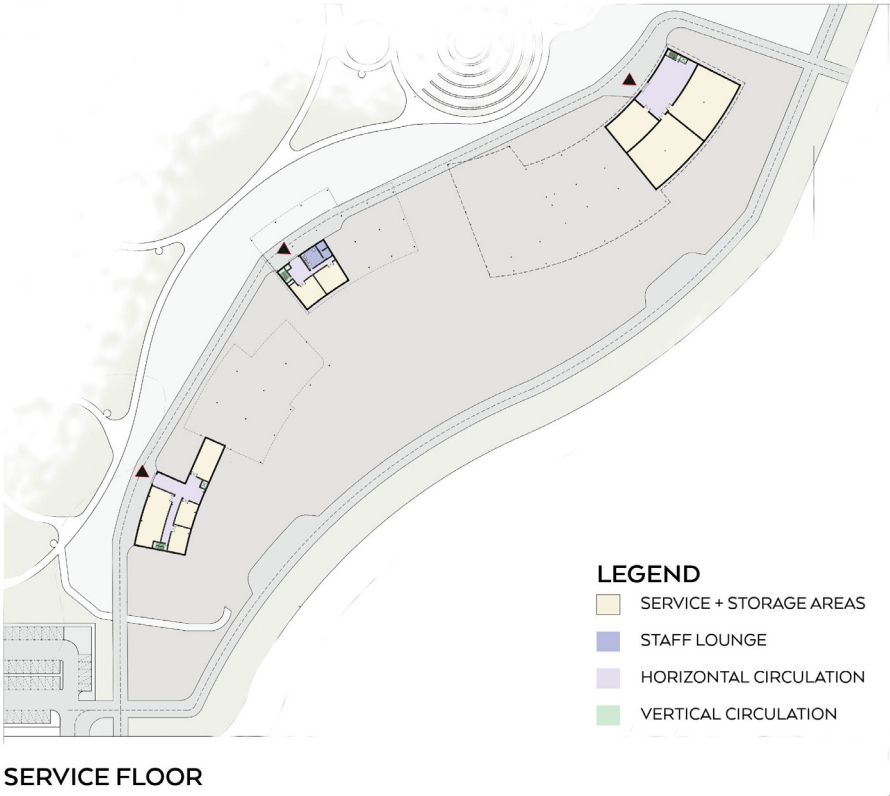 LEGEND
SERVICE + STORAGE AREAS
STAFF LOUNGE
HORIZONTAL CIRCULATION
VERTICAL CIRCULATION
SERVICE FLOOR